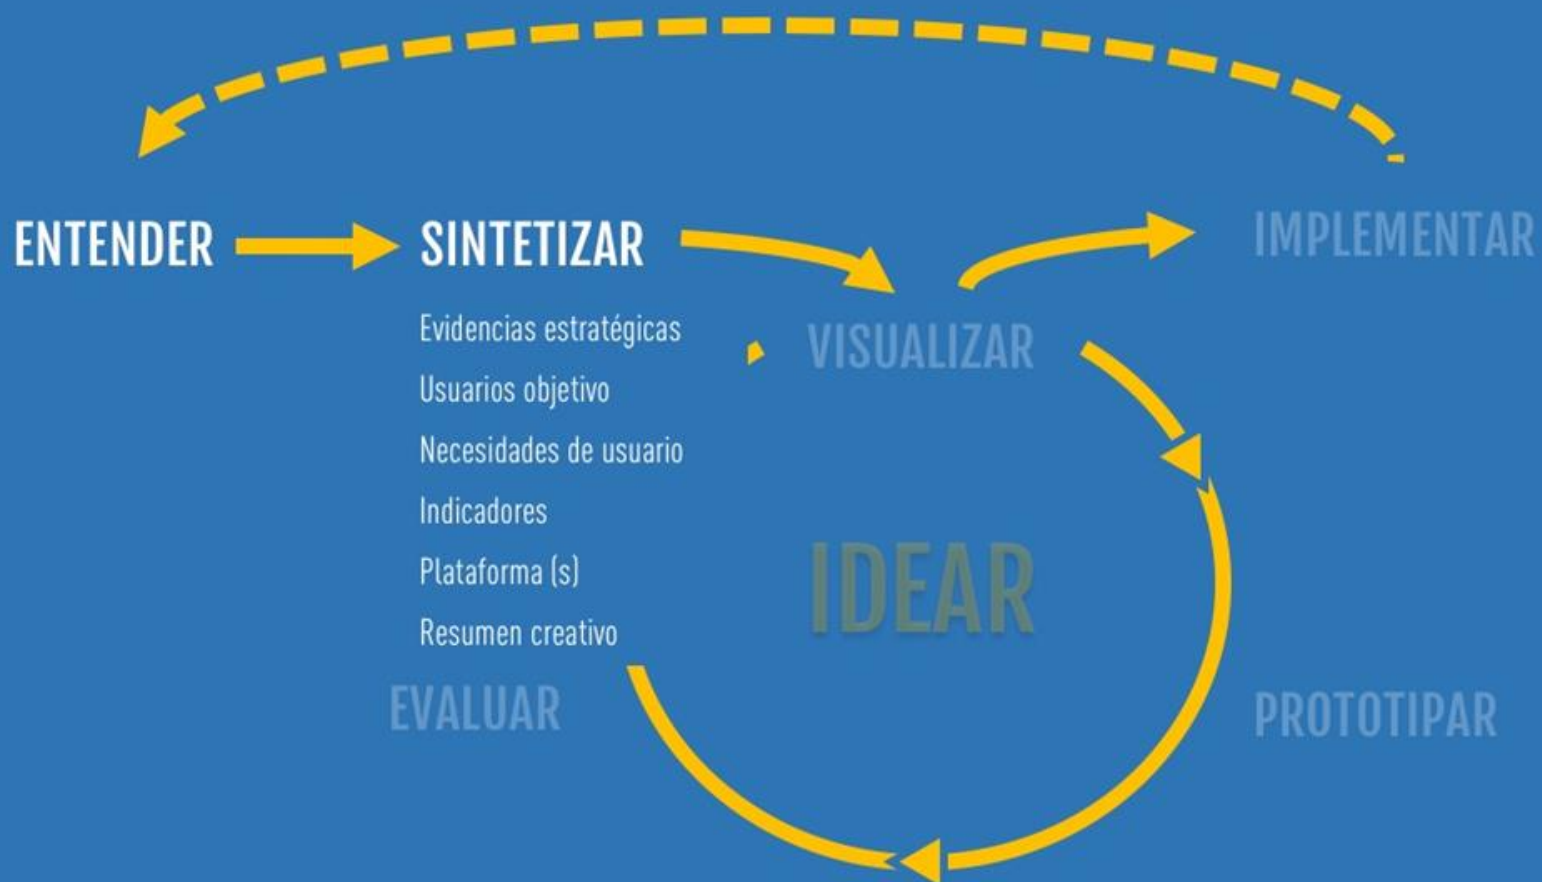 ENTENDER
SINTETIZAR
IMPLEMENTAR
Evidencias estratégicas
VISUALIZAR
Usuarios objetivo
Necesidades de usuario
Indicadores
Plataforma (s)
IDEAR
Resumen creativo
EVALUAR
PROTOTIPAR